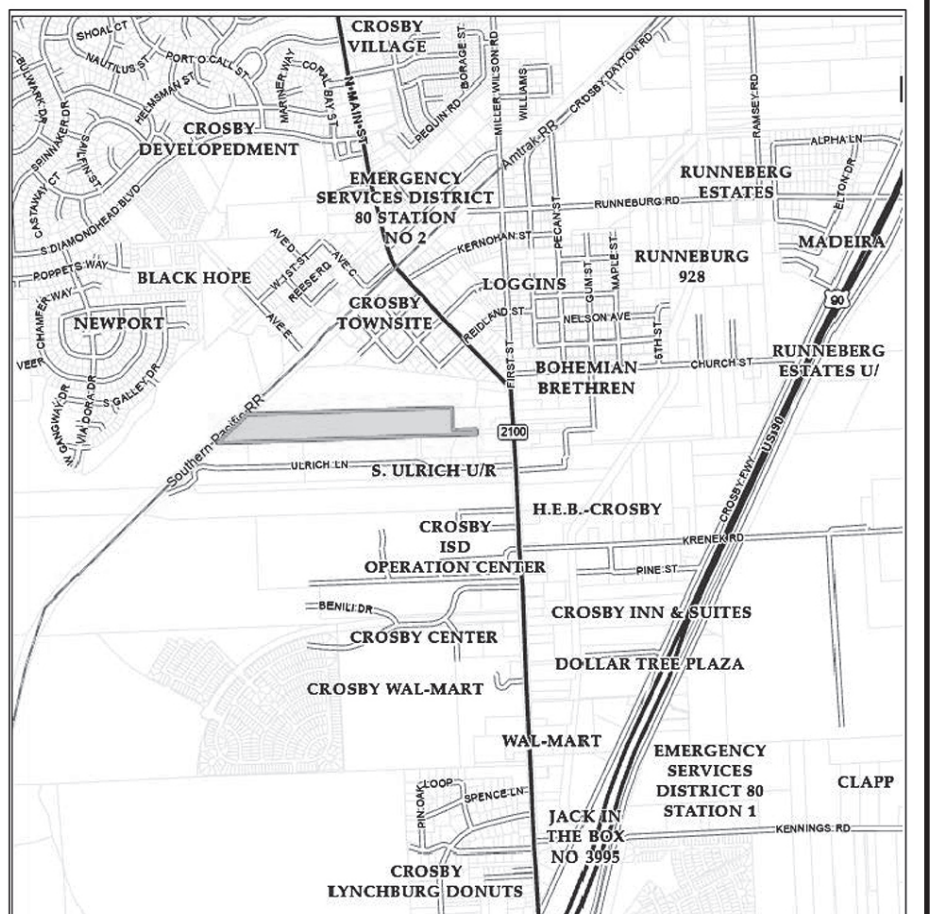 SHOAL CT
CROSBY
VILLAGE
BORAGE ST
MILLER WILSON RD
WILLIAMS
CROSBY DAYTON RD
RAMSEY RD
NAUTILUS ST
PORT O CALL ST
MARINER WAY
CORAL BAY ST
N MAIN ST
BULWARK DR
HELMSMAN ST
PEQUIN RD
SPINNAKER DR
CROSBY
DEVELOPEDMENT
SAILFIN ST
Amtrak RR
ALPHA LN
ELTON DR
CASTAWAY CT
EMERGENCY
SERVICES DISTRICT
80 STATION
NO 2
RUNNEBERG
ESTATES
RUNNEBURG RD
PECAN ST
S DIAMONDHEAD BLVD
KERNOHAN ST
MADEIRA
AVE D
AVE C
W 1 ST ST
REESE RD
POPPETS WAY
BLACK HOPE
GUM ST
MAPLE ST
RUNNEBURG
928
LOGGINS
CHAMFER WAY
CROSBY
TOWNSITE
AVE E
REIDLAND ST
NELSON AVE
90
NEWPORT
5TH ST
FIRST ST
VEER
CHURCH ST
BOHEMIAN
BRETHREN
RUNNEBERG
ESTATES U/
S GALLEY DR
VIA DORA DR
W GANGWAY DR
Southern-Pacific-RR
2100
US 90
ULRICH LN
S. ULRICH U/R
CROSBY FWY
H.E.B.-CROSBY
CROSBY
ISD
OPERATION CENTER
KRENEK RD
PINE ST
BENILI DR
CROSBY INN & SUITES
CROSBY CENTER
DOLLAR TREE PLAZA
CROSBY WAL-MART
WAL-MART
EMERGENCY
SERVICES
DISTRICT 80
STATION 1
CLAPP
PIN OAK LOOP
SPENCE LN
JACK IN
THE BOX
NO 3995
KENNINGS RD
CROSBY
LYNCHBURG DONUTS